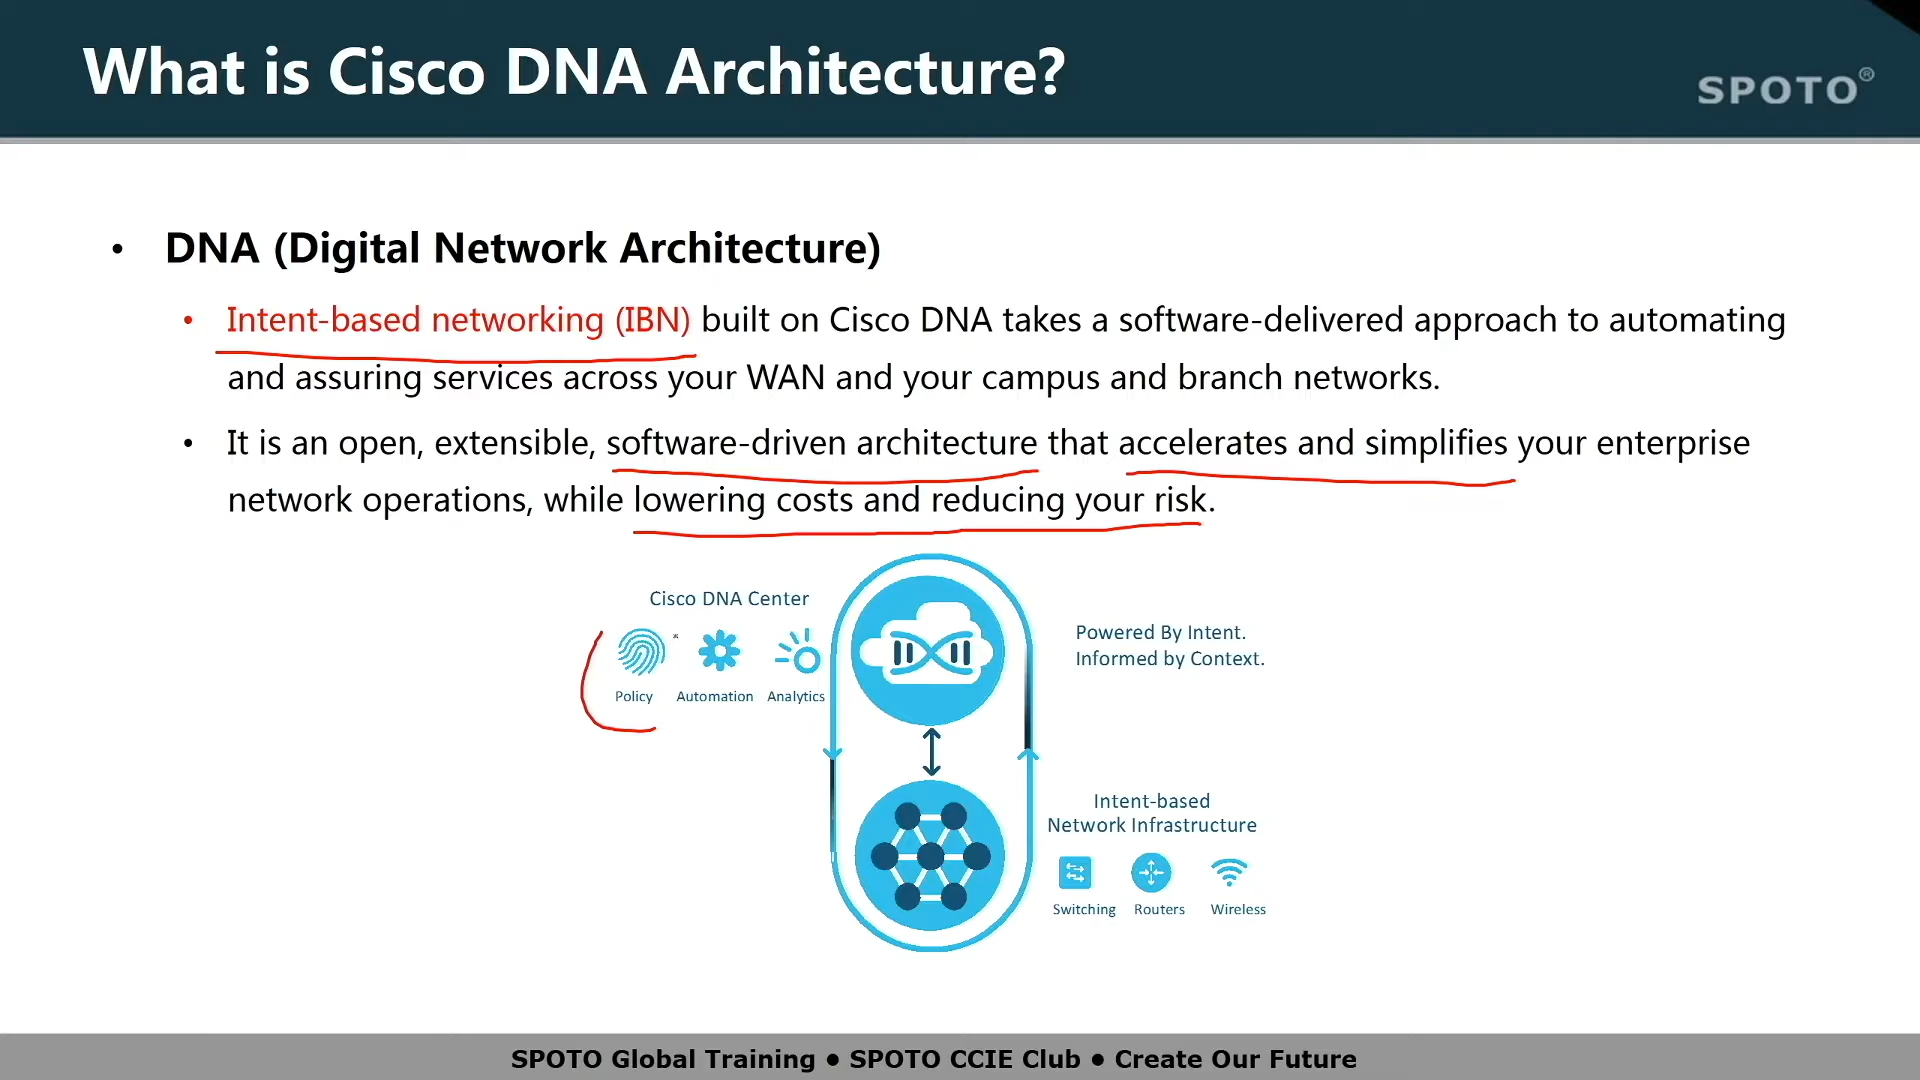 What is Cisco DNA Architecture?
SPOTO®
• DNA (Digital Network Architecture)
• Intent-based networking (IBN) built on Cisco DNA takes a software-delivered approach to automating
and assuring services across your WAN and your campus and branch networks.
• It is an open, extensible, software-driven architecture that accelerates and simplifies your enterprise
network operations, while lowering costs and reducing your risk.
Cisco DNA Center
Policy Automation Analytics
Powered By Intent.
Informed by Context.
Intent-based
Network Infrastructure
Switching Routers Wireless
SPOTO Global Training ● SPOTO CCIE Club ● Create Our Future